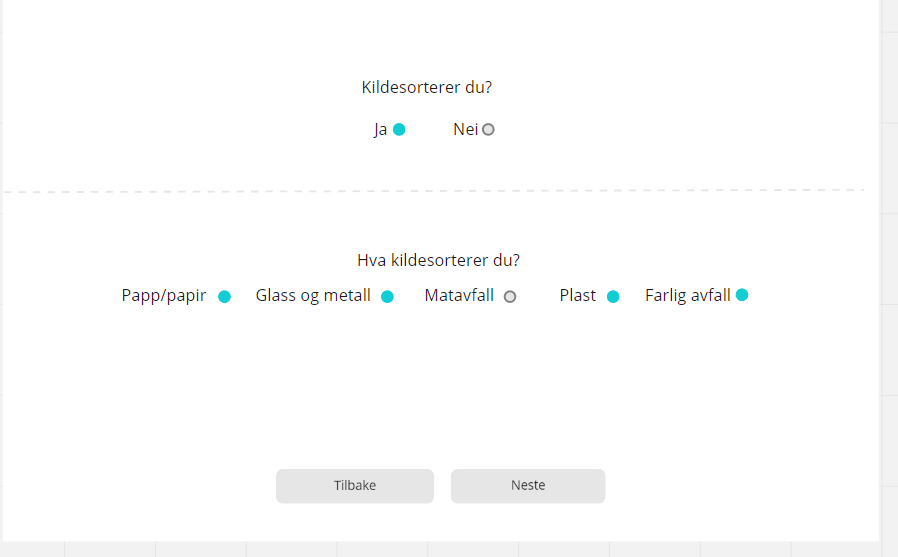 Kildesorterer du?
Ja Nei
Hva kildesorterer du?
Papp/papir Glass og metall Matavfall Plast Farlig avfall
Tilbake Neste